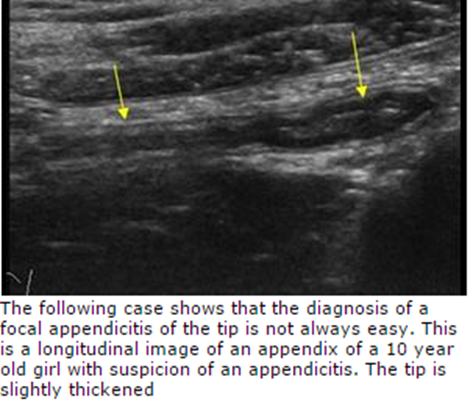 The following case shows that the diagnosis of a
focal appendicitis of the tip is not always easy. This
is a longitudinal image of an appendix of a 10 year
old girl with suspicion of an appendicitis. The tip is
slightly thickened